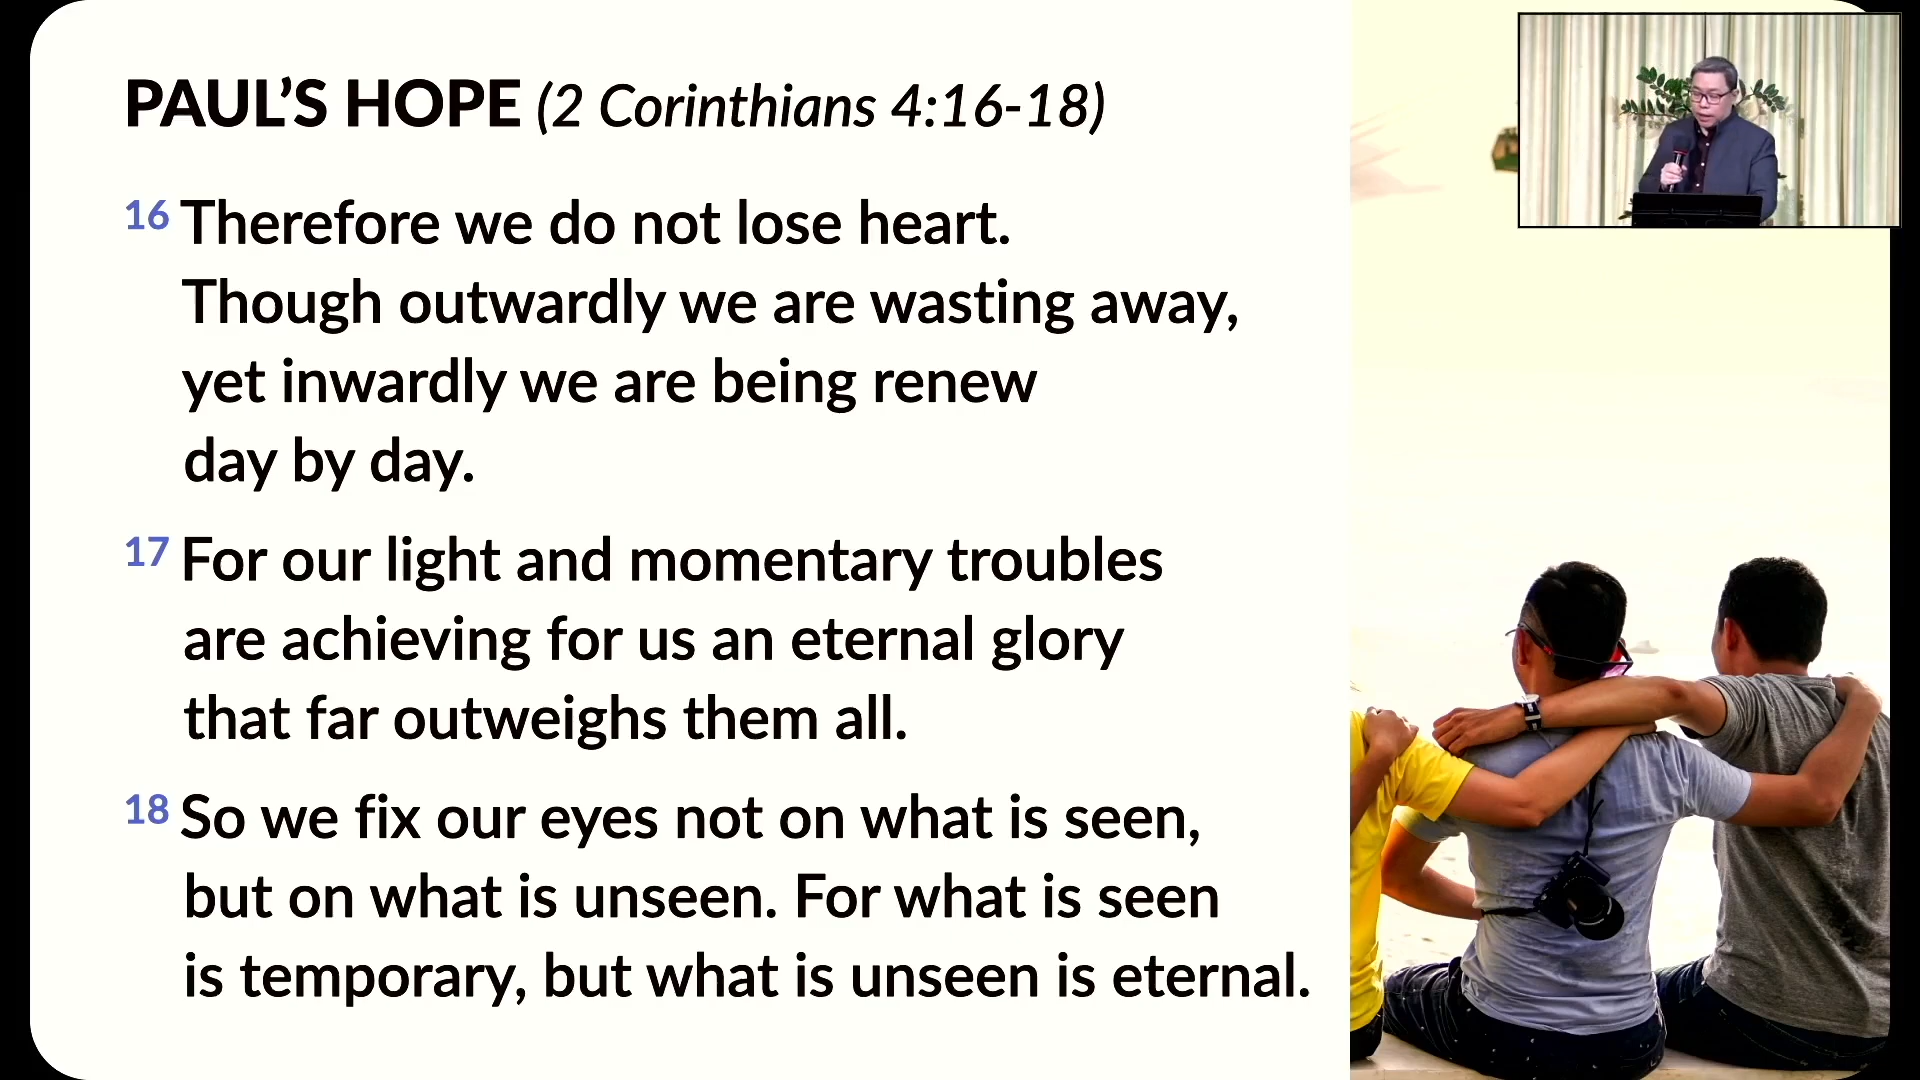 PAUL’S HOPE (2 Corinthians 4:16-18)
16 Therefore we do not lose heart.
Though outwardly we are wasting away,
yet inwardly we are being renew
day by day.
17 For our light and momentary troubles
are achieving for us an eternal glory
that far outweighs them all.
18 So we fix our eyes not on what is seen,
but on what is unseen. For what is seen
is temporary, but what is unseen is eternal.